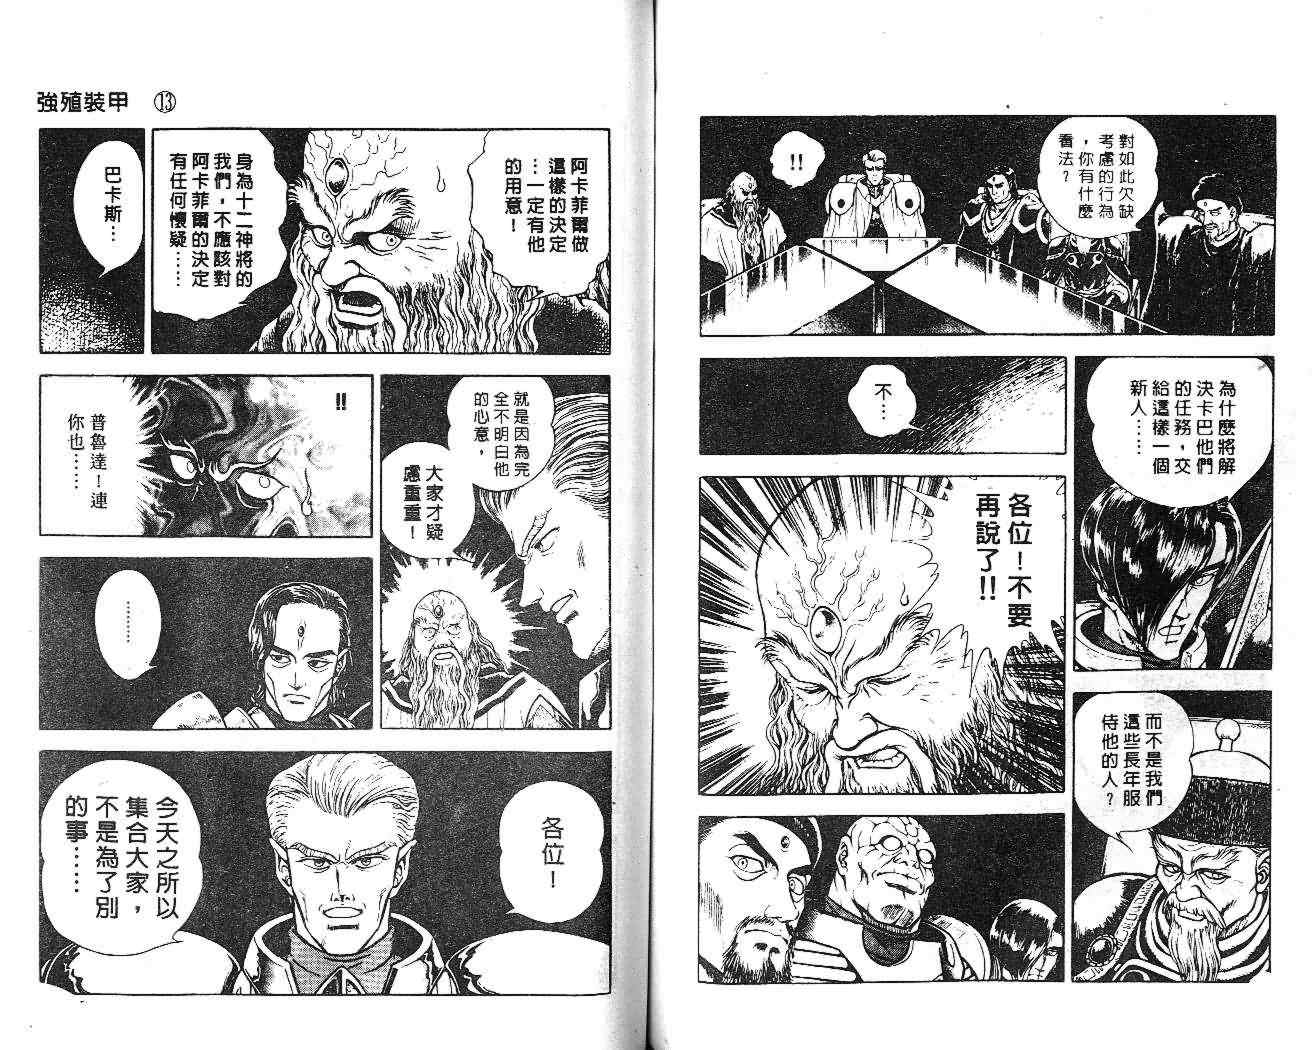 對如此欠缺
考慮的行為
，你有什麼
看法？
!!
為什麼將解
決卡巴他們
的任務，交
給這樣一個
新人……
不…
各位！不要
再說了!!
而不是我們
這些長年服
侍他的人？
強殖裝甲 ⑬
阿卡菲爾做
這樣的決定
…一定有他
的用意！
身為十二神將的
我們，不應該對
阿卡菲爾的決定
有任何懷疑……
巴卡斯…
就是因為完
全不明白他
的心意，
大家才疑
慮重重！
!!
普魯達！連
你也……
………
各位！
今天之所以
集合大家，
不是為了別
的事……